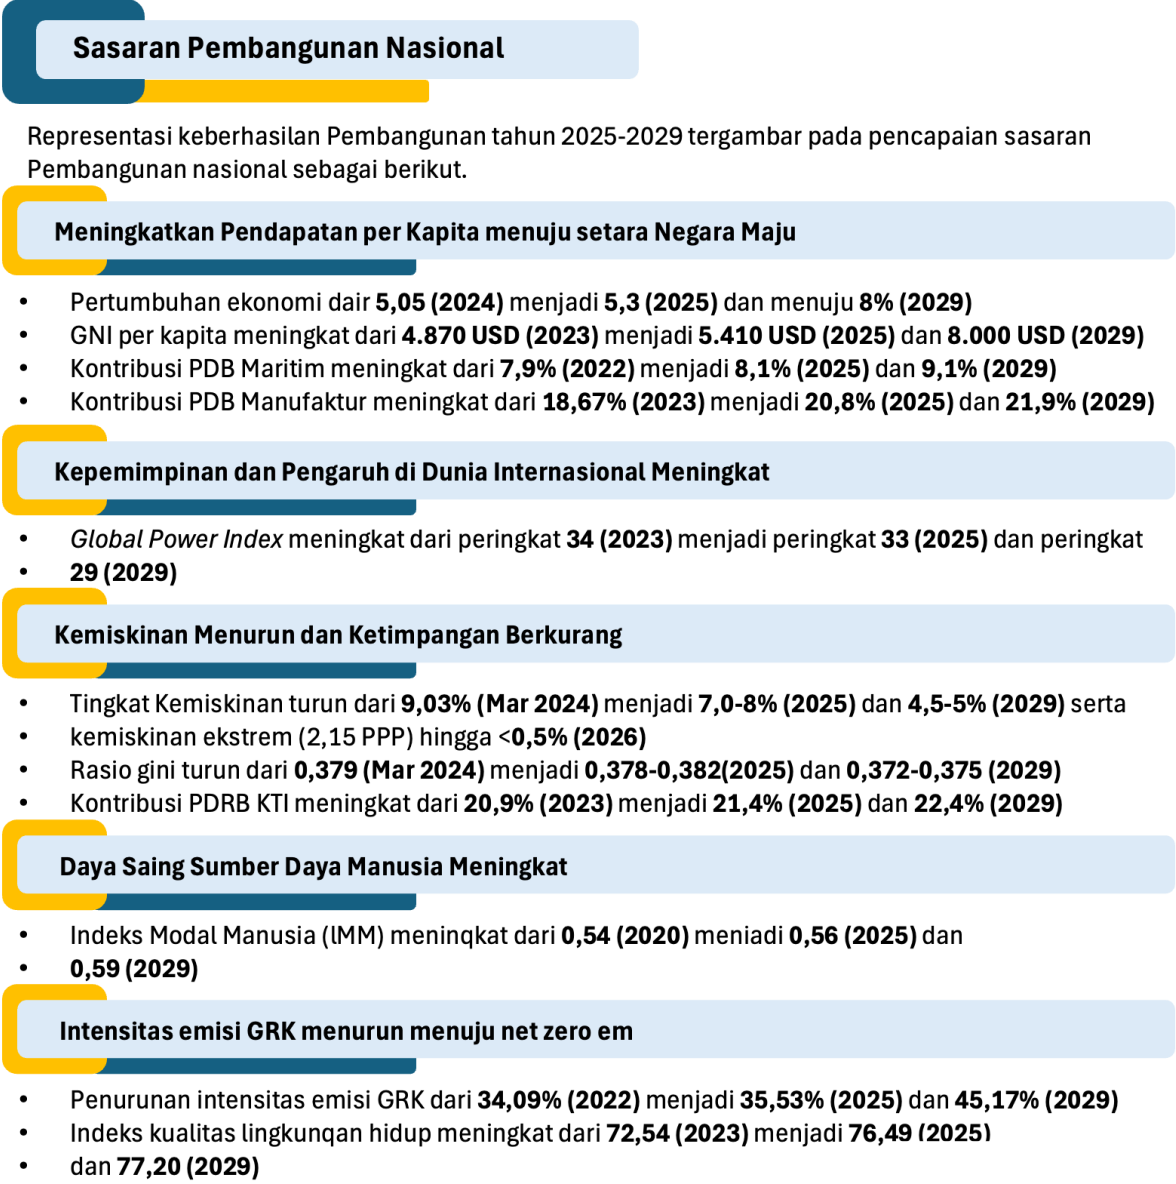 Sasaran Pembangunan Nasional
Representasi keberhasilan Pembangunan tahun 2025-2029 tergambar pada pencapaian sasaran
Pembangunan nasional sebagai berikut.
Meningkatkan Pendapatan per Kapita menuju setara Negara Maju
• Pertumbuhan ekonomi dair 5,05 (2024) menjadi 5,3 (2025) dan menuju 8% (2029)
• GNI per kapita meningkat dari 4.870 USD (2023) menjadi 5.410 USD (2025) dan 8.000 USD (2029)
• Kontribusi PDB Maritim meningkat dari 7,9% (2022) menjadi 8,1% (2025) dan 9,1% (2029)
• Kontribusi PDB Manufaktur meningkat dari 18,67% (2023) menjadi 20,8% (2025) dan 21,9% (2029)
Kepemimpinan dan Pengaruh di Dunia Internasional Meningkat
• Global Power Index meningkat dari peringkat 34 (2023) menjadi peringkat 33 (2025) dan peringkat
• 29 (2029)
Kemiskinan Menurun dan Ketimpangan Berkurang
• Tingkat Kemiskinan turun dari 9,03% (Mar 2024) menjadi 7,0-8% (2025) dan 4,5-5% (2029) serta
• kemiskinan ekstrem (2,15 PPP) hingga <0,5% (2026)
• Rasio gini turun dari 0,379 (Mar 2024) menjadi 0,378-0,382(2025) dan 0,372-0,375 (2029)
• Kontribusi PDRB KTI meningkat dari 20,9% (2023) menjadi 21,4% (2025) dan 22,4% (2029)
Daya Saing Sumber Daya Manusia Meningkat
• Indeks Modal Manusia (lMM) meninqkat dari 0,54 (2020) meniadi 0,56 (2025) dan
• 0,59 (2029)
Intensitas emisi GRK menurun menuju net zero em
• Penurunan intensitas emisi GRK dari 34,09% (2022) menjadi 35,53% (2025) dan 45,17% (2029)
• Indeks kualitas lingkunqan hidup meningkat dari 72,54 (2023) menjadi 76,49 (2025)
• dan 77,20 (2029)